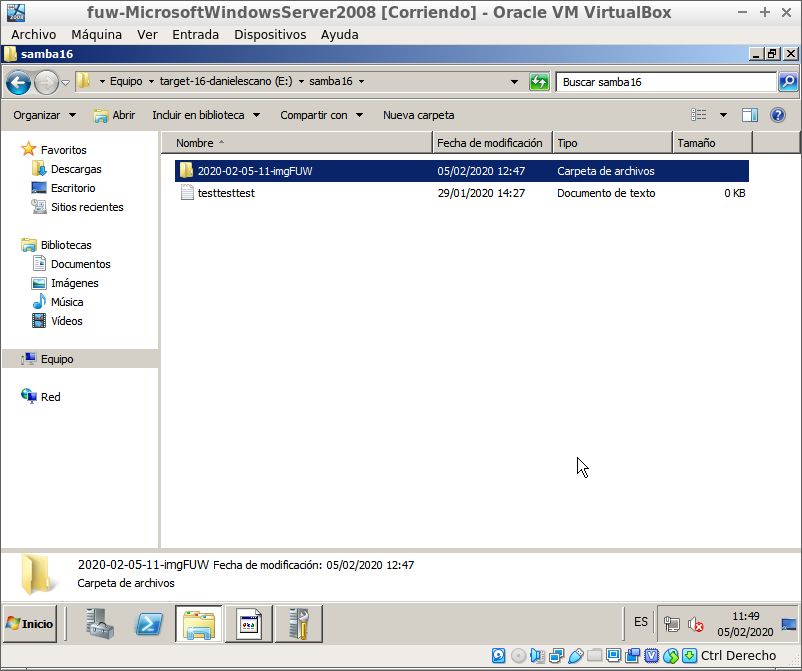 fuw-MicrosoftWindowsServer2008 [Corriendo] - Oracle VM VirtualBox
Archivo Máquina Ver Entrada Dispositivos Ayuda
samba16
Equipo target-16-danielescano (E:) samba16 Buscar samba16
Organizar Abrir Incluir en biblioteca Compartir con Nueva carpeta
Nombre Fecha de modificación Tipo Tamaño
Favoritos
Descargas
Escritorio
Sitios recientes
Bibliotecas
Documentos
Imágenes
Música
Vídeos
Equipo
Red
2020-02-05-11-imgFUW 05/02/2020 12:47 Carpeta de archivos
testtesttest 29/01/2020 14:27 Documento de texto 0 KB
2020-02-05-11-imgFUW Fecha de modificación: 05/02/2020 12:47
Carpeta de archivos
Inicio ES 11:49
05/02/2020
Ctrl Derecho